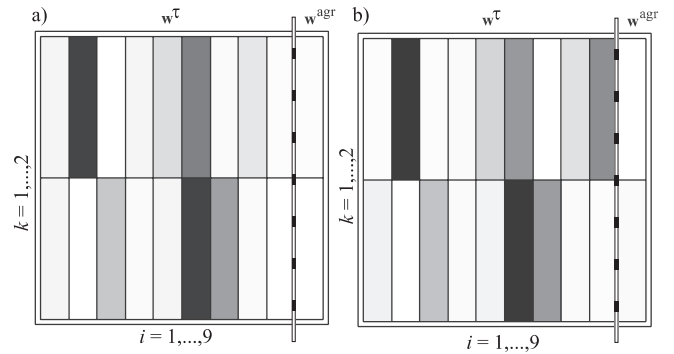 a) w^τ w^agr
k = 1,...,2
i = 1,...,9
b) w^τ w^agr
k = 1,...,2
i = 1,...,9